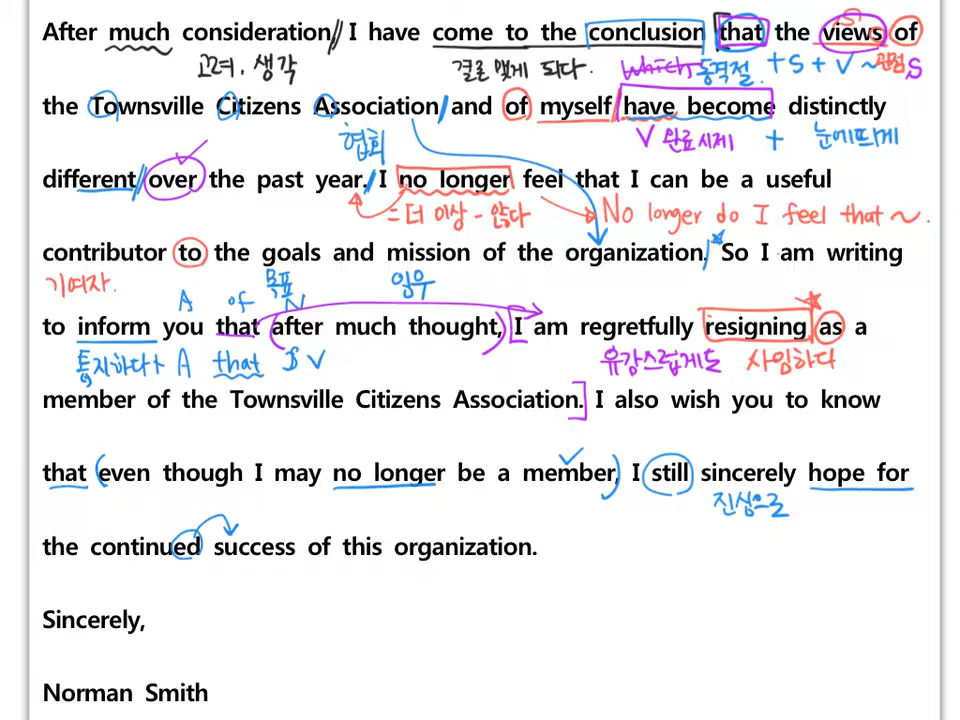 After much consideration, I have come to the conclusion that the views of
고려. 생각 결론 맺게 되다. which 동격절. + S + V ~ 관점 S
the Townsville Citizens Association, and of myself have become distinctly
협회 V 완료시제 + 눈에띄게
different over the past year. I no longer feel that I can be a useful
= 더 이상 - 않다 No longer do I feel that ~.
contributor to the goals and mission of the organization. So I am writing
기여자. A of N 목표 임무
to inform you that after much thought, I am regretfully resigning as a
통지하다 + A that S V 유감스럽게도 사임하다
member of the Townsville Citizens Association. I also wish you to know
that even though I may no longer be a member, I still sincerely hope for
진심으로
the continued success of this organization.
Sincerely,
Norman Smith